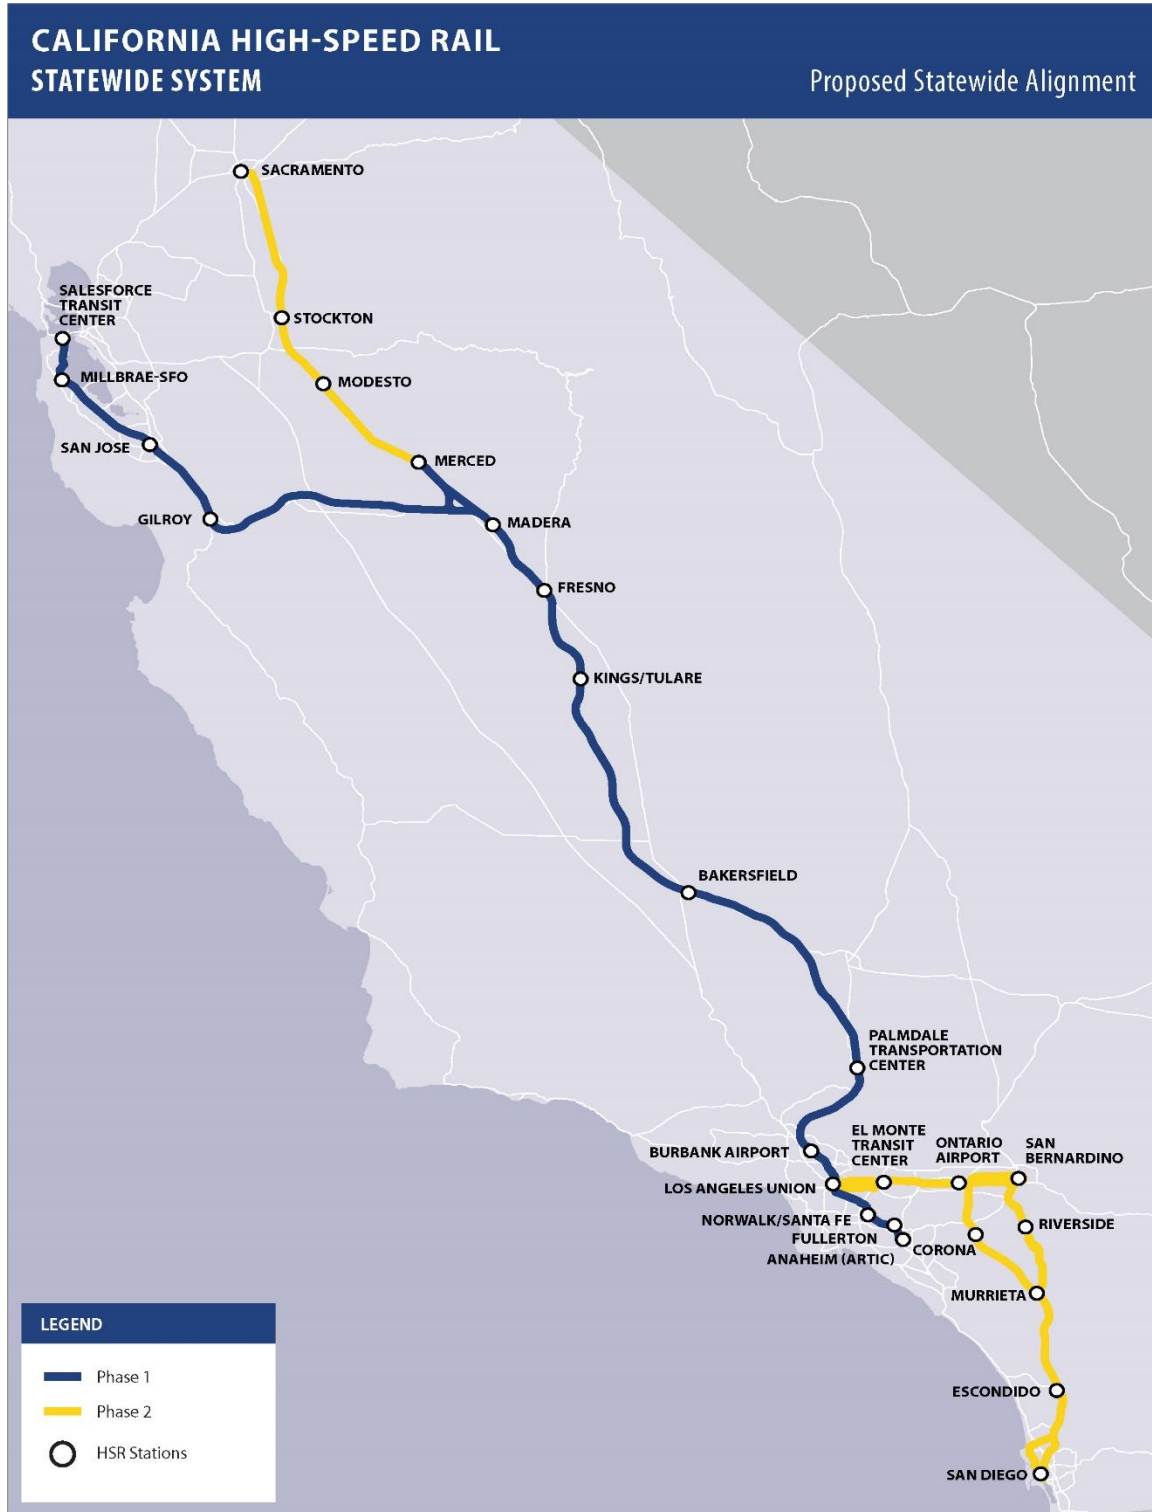 CALIFORNIA HIGH-SPEED RAIL
STATEWIDE SYSTEM
Proposed Statewide Alignment
SACRAMENTO
SALESFORCE
TRANSIT
CENTER
STOCKTON
MILLBRAE-SFO
MODESTO
SAN JOSE
MERCED
GILROY
MADERA
FRESNO
KINGS/TULARE
BAKERSFIELD
PALMDALE
TRANSPORTATION
CENTER
BURBANK AIRPORT
EL MONTE
TRANSIT
CENTER
ONTARIO
AIRPORT
SAN
BERNARDINO
LOS ANGELES UNION
NORWALK/SANTA FE
FULLERTON
ANAHEIM (ARTIC)
CORONA
RIVERSIDE
MURRIETA
ESCONDIDO
SAN DIEGO
LEGEND
Phase 1
Phase 2
HSR Stations